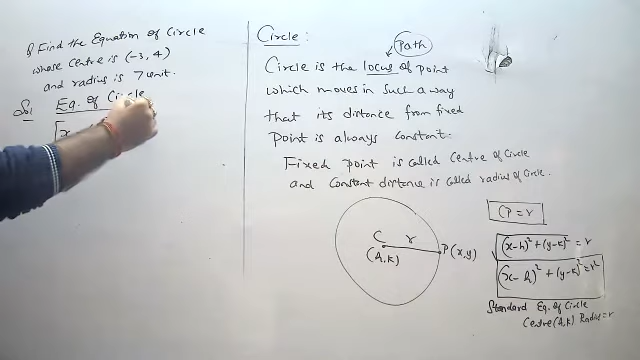 Q Find the Equation of Circle
whose centre is (-3, 4)
and radius is 7 unit.
Sol Eq. of Circle
[x
Circle:
Path
Circle is the locus of point
which moves in such a way
that its distance from fixed
point is always constant.
Fixed point is called Centre of Circle
and constant distance is called radius of circle.
CP = r
C r
(h,k) P(x,y)
√(x-h)²+(y-k)² = r
(x-h)²+(y-k)²=r²
Standard Eq. of Circle
Centre(h,k) Radius=r